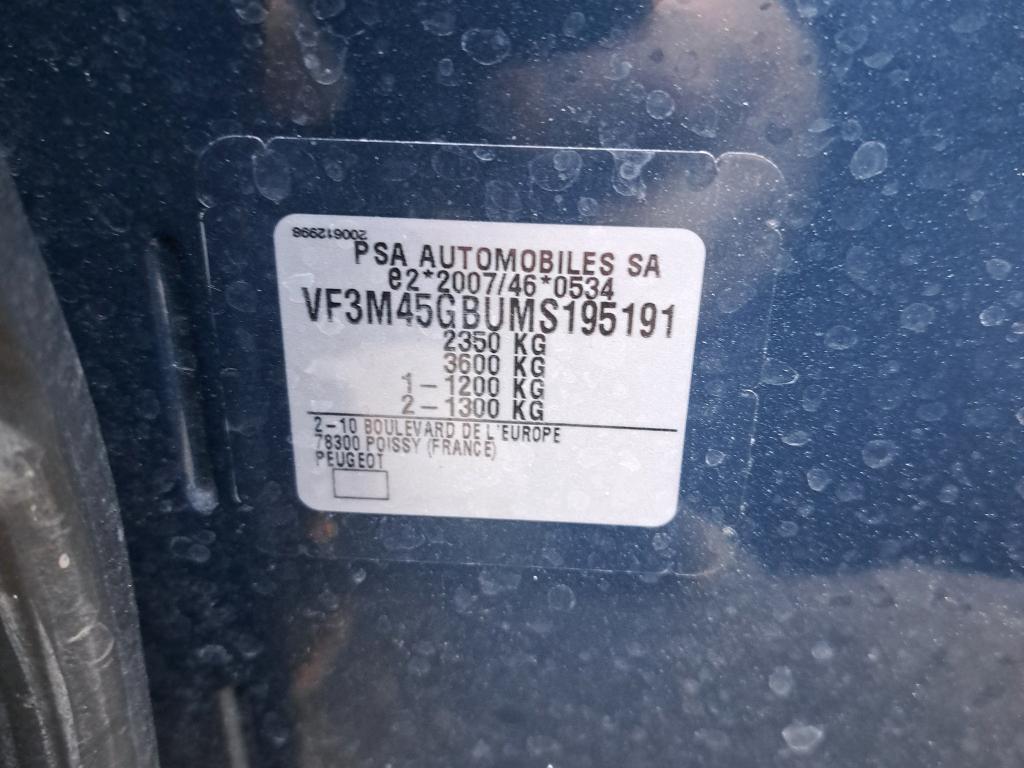 200612996
PSA AUTOMOBILES SA
e2*2007/46*0534
VF3M45GBUMS195191
2350 KG
3600 KG
1-1200 KG
2-1300 KG
2-10 BOULEVARD DE L'EUROPE
78300 POISSY (FRANCE)
PEUGEOT